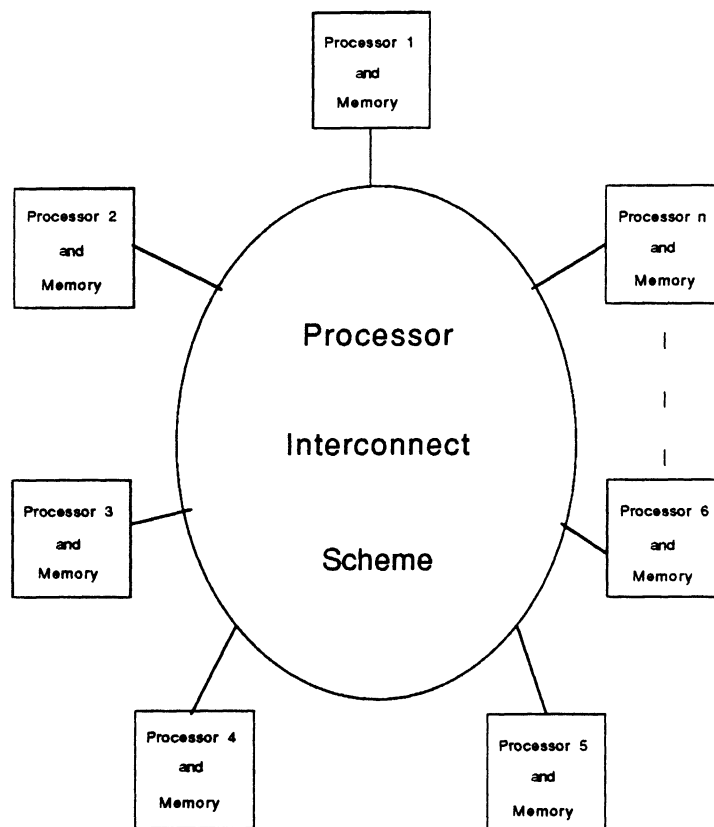 Processor 1
and
Memory
Processor 2
and
Memory
Processor n
and
Memory
Processor
Interconnect
Scheme
Processor 3
and
Memory
Processor 6
and
Memory
Processor 4
and
Memory
Processor 5
and
Memory